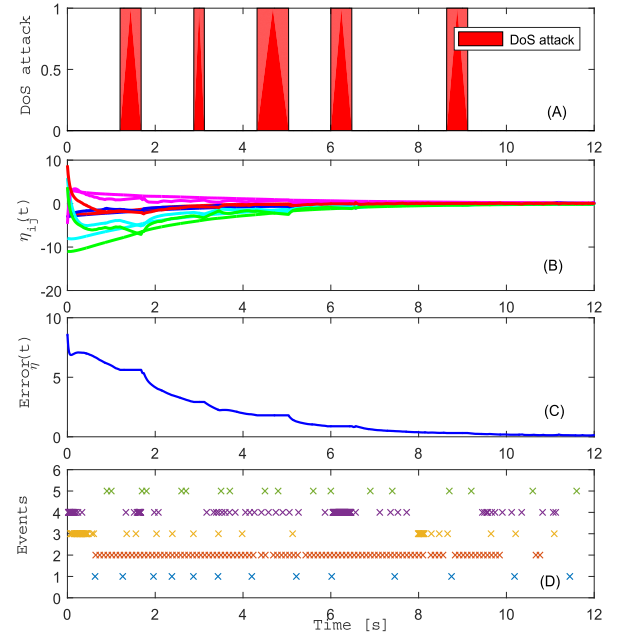 1
0.5
0
DoS attack
DoS attack
(A)
0 2 4 6 8 10 12
10
0
-10
-20
η_ij(t)
(B)
0 2 4 6 8 10 12
10
5
0
Error_η(t)
(C)
0 2 4 6 8 10 12
6
5
4
3
2
1
0
Events
(D)
0 2 4 6 8 10 12
Time [s]